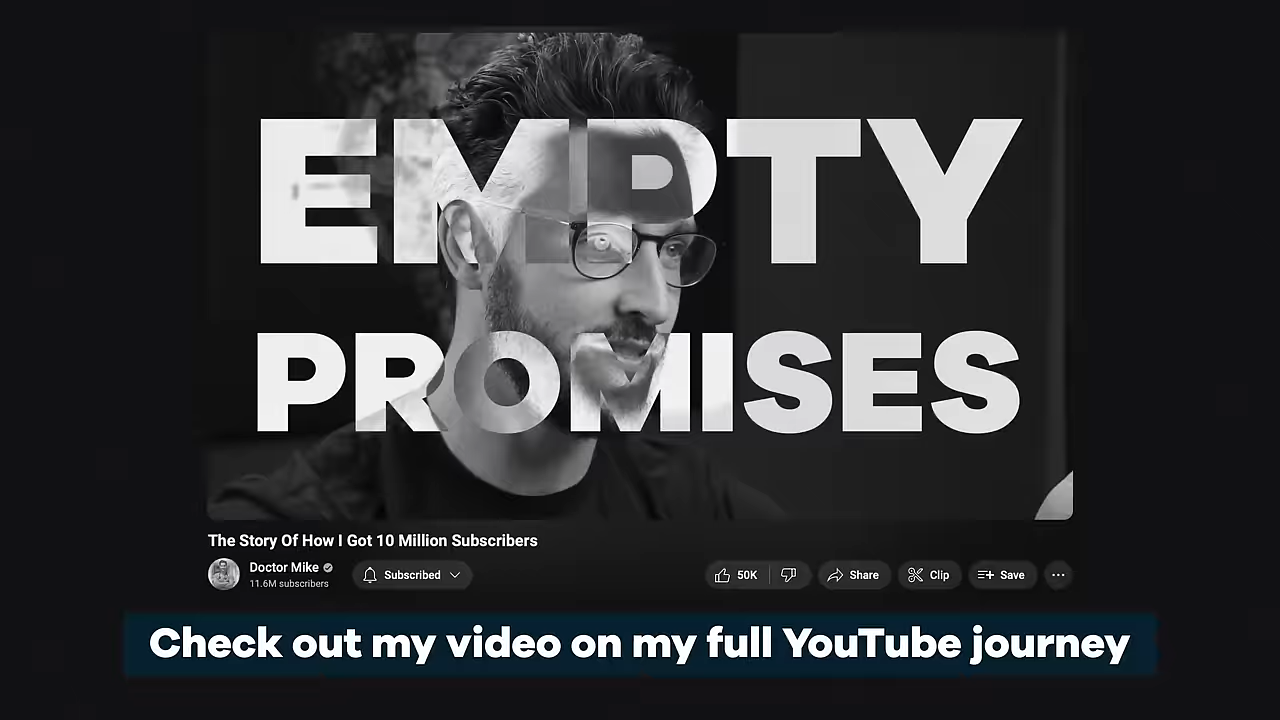 EMPTY
PROMISES
The Story Of How I Got 10 Million Subscribers
Doctor Mike
11.6M subscribers
Subscribed
50K
Share
Clip
Save
Check out my video on my full YouTube journey